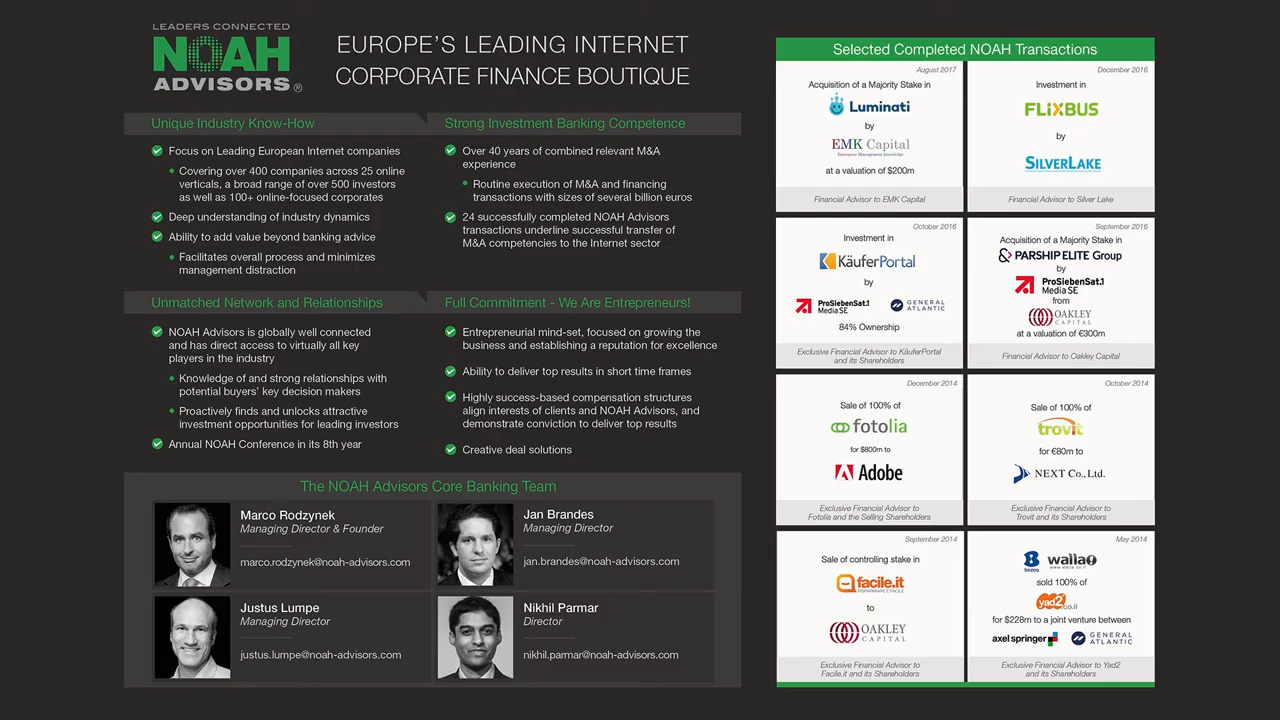 LEADERS CONNECTED
NOAH
ADVISORS®
EUROPE'S LEADING INTERNET
CORPORATE FINANCE BOUTIQUE
Unique Industry Know-How
Focus on Leading European Internet companies
Covering over 400 companies across 25 online
verticals, a broad range of over 500 investors
as well as 100+ online-focused corporates
Deep understanding of industry dynamics
Ability to add value beyond banking advice
Facilitates overall process and minimizes
management distraction
Strong Investment Banking Competence
Over 40 years of combined relevant M&A
experience
Routine execution of M&A and financing
transactions with sizes of several billion euros
24 successfully completed NOAH Advisors
transactions underline successful transfer of
M&A competencies to the Internet sector
Unmatched Network and Relationships
NOAH Advisors is globally well connected
and has direct access to virtually all key
players in the industry
Knowledge of and strong relationships with
potential buyers' key decision makers
Proactively finds and unlocks attractive
investment opportunities for leading investors
Annual NOAH Conference in its 8th year
Full Commitment - We Are Entrepreneurs!
Entrepreneurial mind-set, focused on growing the
business and establishing a reputation for excellence
Ability to deliver top results in short time frames
Highly success-based compensation structures
align interests of clients and NOAH Advisors, and
demonstrate conviction to deliver top results
Creative deal solutions
The NOAH Advisors Core Banking Team
Marco Rodzynek
Managing Director & Founder
marco.rodzynek@noah-advisors.com
Jan Brandes
Managing Director
jan.brandes@noah-advisors.com
Justus Lumpe
Managing Director
justus.lumpe@noah-advisors.com
Nikhil Parmar
Director
nikhil.parmar@noah-advisors.com
Selected Completed NOAH Transactions
August 2017
Acquisition of a Majority Stake in
Luminati
by
EMK Capital
Entrepreneurs Management Knowledge
at a valuation of $200m
Financial Advisor to EMK Capital
December 2016
Investment in
FLiXBUS
by
SILVERLAKE
Financial Advisor to Silver Lake
October 2016
Investment in
KäuferPortal
by
ProSiebenSat.1
Media SE
GENERAL
ATLANTIC
84% Ownership
Exclusive Financial Advisor to KäuferPortal
and its Shareholders
September 2016
Acquisition of a Majority Stake in
PARSHIP ELITE Group
by
ProSiebenSat.1
Media SE
from
OAKLEY
CAPITAL
at a valuation of €300m
Financial Advisor to Oakley Capital
December 2014
Sale of 100% of
fotolia
for $800m to
Adobe
Exclusive Financial Advisor to
Fotolia and the Selling Shareholders
October 2014
Sale of 100% of
trovit
for €80m to
NEXT Co., Ltd.
Exclusive Financial Advisor to
Trovit and its Shareholders
September 2014
Sale of controlling stake in
facile.it
RISPARMIARE È FACILE
to
OAKLEY
CAPITAL
Exclusive Financial Advisor to
Facile.it and its Shareholders
May 2014
bezeq
walla!
www.walla.co.il
sold 100% of
yad2.co.il
for $228m to a joint venture between
axel springer
GENERAL
ATLANTIC
Exclusive Financial Advisor to Yad2
and its Shareholders